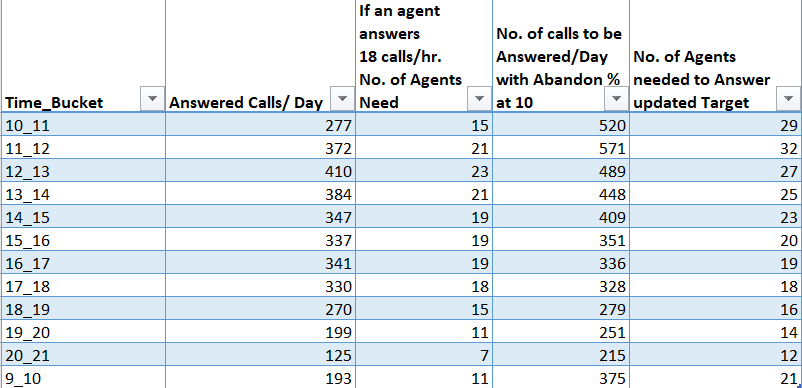 Time_Bucket Answered Calls/ Day If an agent answers 18 calls/hr. No. of Agents Need No. of calls to be Answered/Day with Abandon % at 10 No. of Agents needed to Answer updated Target
10_11 277 15 520 29
11_12 372 21 571 32
12_13 410 23 489 27
13_14 384 21 448 25
14_15 347 19 409 23
15_16 337 19 351 20
16_17 341 19 336 19
17_18 330 18 328 18
18_19 270 15 279 16
19_20 199 11 251 14
20_21 125 7 215 12
9_10 193 11 375 21